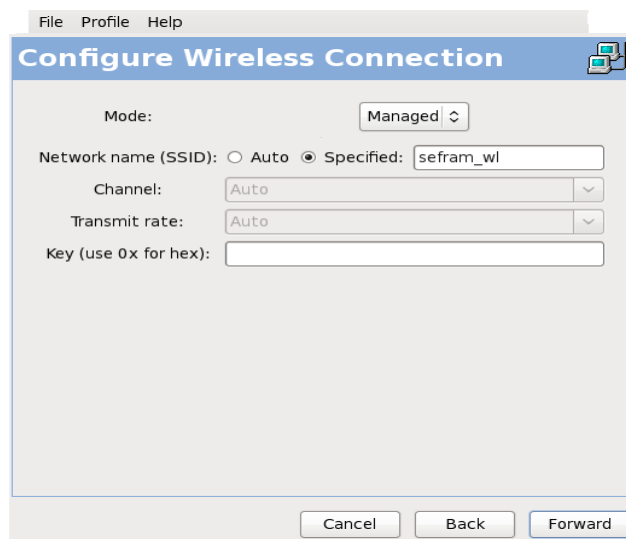 File Profile Help
Configure Wireless Connection
Mode: Managed
Network name (SSID): Auto Specified: sefram_wl
Channel: Auto
Transmit rate: Auto
Key (use 0x for hex):
Cancel Back Forward